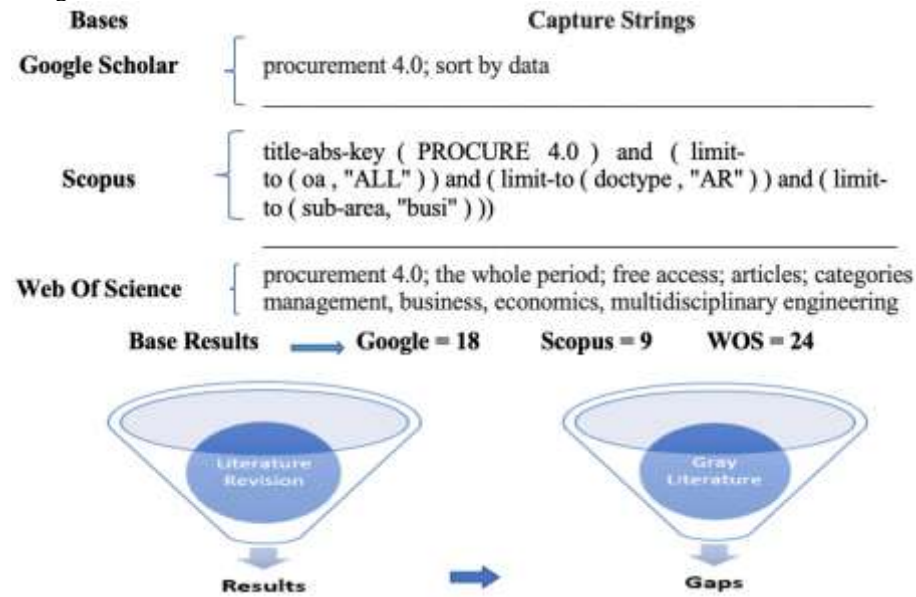 Bases Capture Strings
Google Scholar procurement 4.0; sort by data
title-abs-key ( PROCURE 4.0 ) and ( limit-
to ( oa , "ALL" ) ) and ( limit-to ( doctype , "AR" ) ) and ( limit-
Scopus
to ( sub-area, "busi" ) ))
procurement 4.0; the whole period; free access; articles; categories
Web Of Science
management, business, economics, multidisciplinary engineering
Base Results Google = 18 Scopus = 9 WOS = 24
Literature
Revision
Gray
Literature
Results Gaps